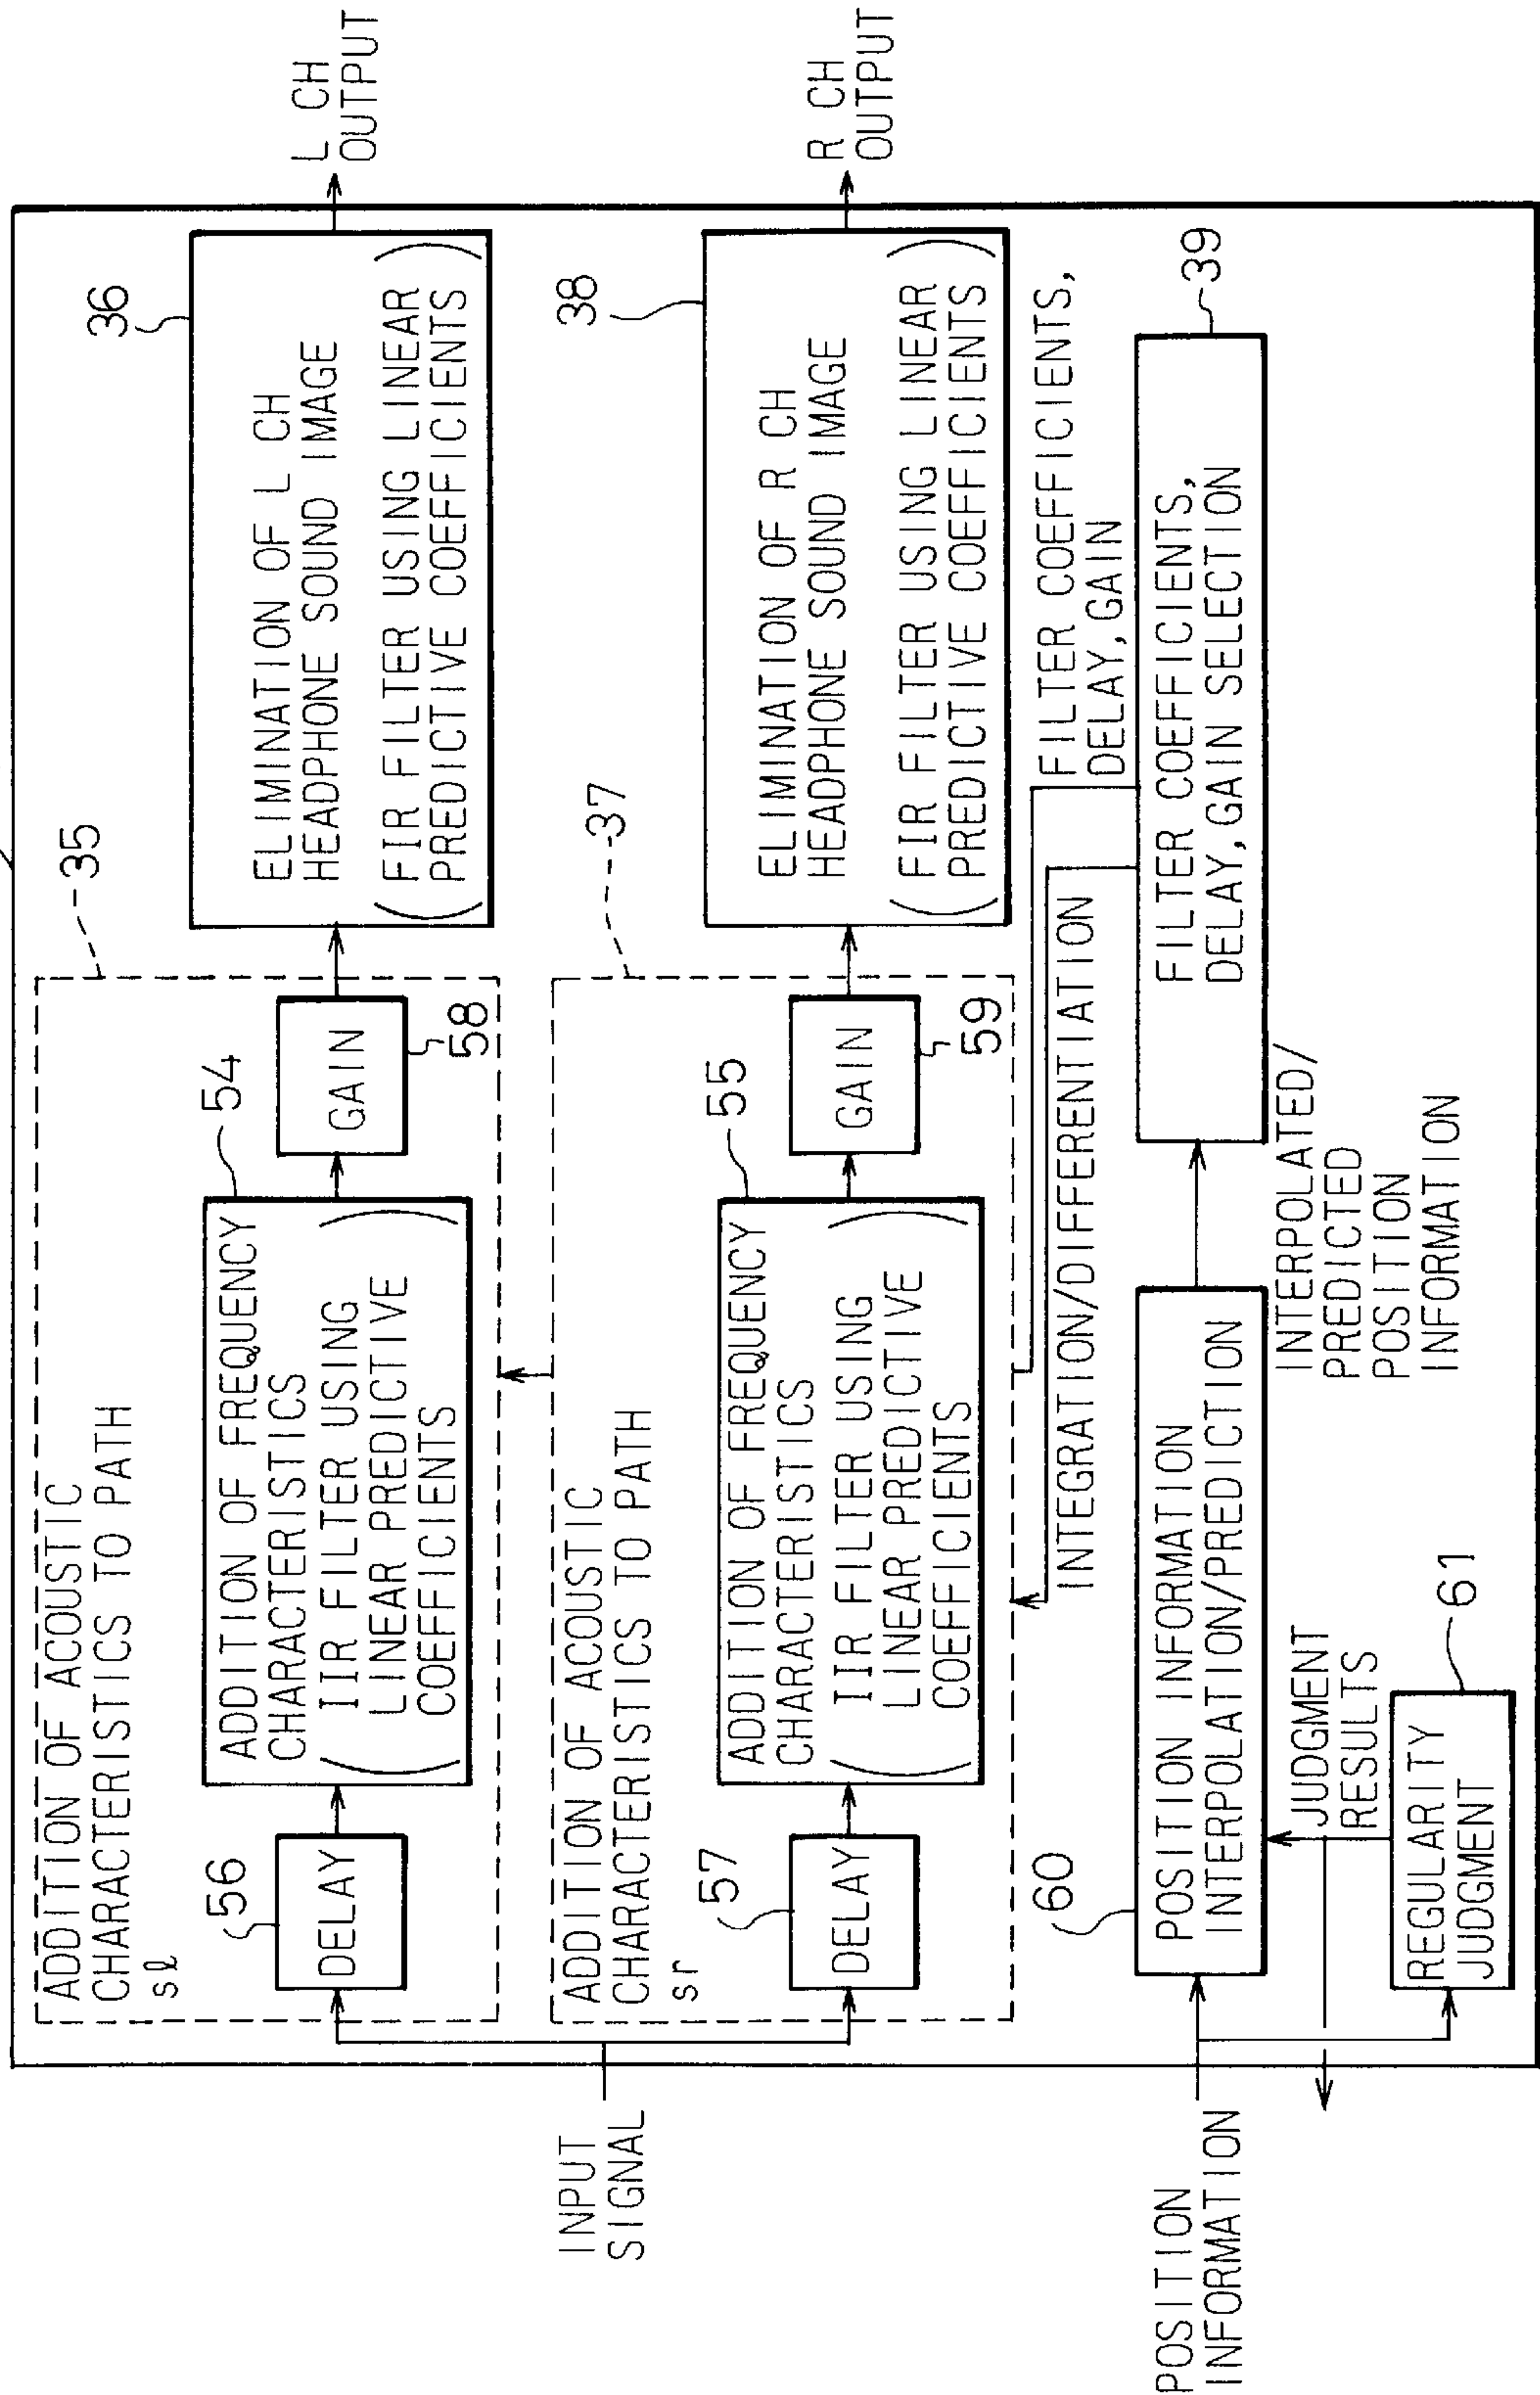 35
ADDITION OF ACOUSTIC
CHARACTERISTICS TO PATH
sℓ
56
DELAY
54
ADDITION OF FREQUENCY
CHARACTERISTICS
(IIR FILTER USING
LINEAR PREDICTIVE
COEFFICIENTS)
GAIN
58
36
ELIMINATION OF L CH
HEADPHONE SOUND IMAGE
(FIR FILTER USING LINEAR
PREDICTIVE COEFFICIENTS)
L CH
OUTPUT
INPUT
SIGNAL
37
ADDITION OF ACOUSTIC
CHARACTERISTICS TO PATH
sr
57
DELAY
55
ADDITION OF FREQUENCY
CHARACTERISTICS
(IIR FILTER USING
LINEAR PREDICTIVE
COEFFICIENTS)
GAIN
59
38
ELIMINATION OF R CH
HEADPHONE SOUND IMAGE
(FIR FILTER USING LINEAR
PREDICTIVE COEFFICIENTS)
R CH
OUTPUT
INTEGRATION/DIFFERENTIATION
FILTER COEFFICIENTS,
DELAY, GAIN
POSITION
INFORMATION
60
POSITION INFORMATION
INTERPOLATION/PREDICTION
39
FILTER COEFFICIENTS,
DELAY, GAIN SELECTION
INTERPOLATED/
PREDICTED
POSITION
INFORMATION
JUDGMENT
RESULTS
61
REGULARITY
JUDGMENT